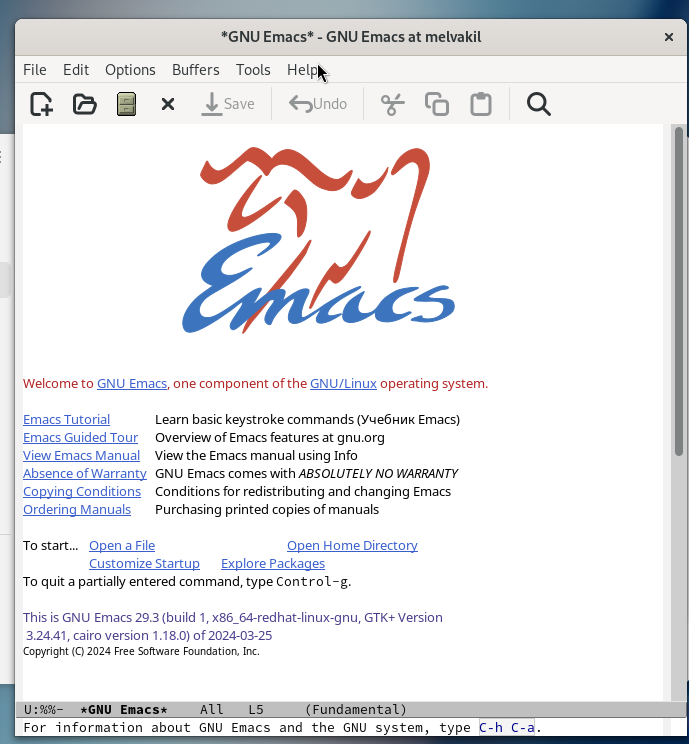 *GNU Emacs* - GNU Emacs at melvakil
File Edit Options Buffers Tools Help
Save Undo
Emacs
Welcome to GNU Emacs, one component of the GNU/Linux operating system.
Emacs Tutorial Learn basic keystroke commands (Учебник Emacs)
Emacs Guided Tour Overview of Emacs features at gnu.org
View Emacs Manual View the Emacs manual using Info
Absence of Warranty GNU Emacs comes with ABSOLUTELY NO WARRANTY
Copying Conditions Conditions for redistributing and changing Emacs
Ordering Manuals Purchasing printed copies of manuals
To start... Open a File Open Home Directory
Customize Startup Explore Packages
To quit a partially entered command, type Control-g.
This is GNU Emacs 29.3 (build 1, x86_64-redhat-linux-gnu, GTK+ Version
3.24.41, cairo version 1.18.0) of 2024-03-25
Copyright (C) 2024 Free Software Foundation, Inc.
U:%%- *GNU Emacs* All L5 (Fundamental)
For information about GNU Emacs and the GNU system, type C-h C-a.